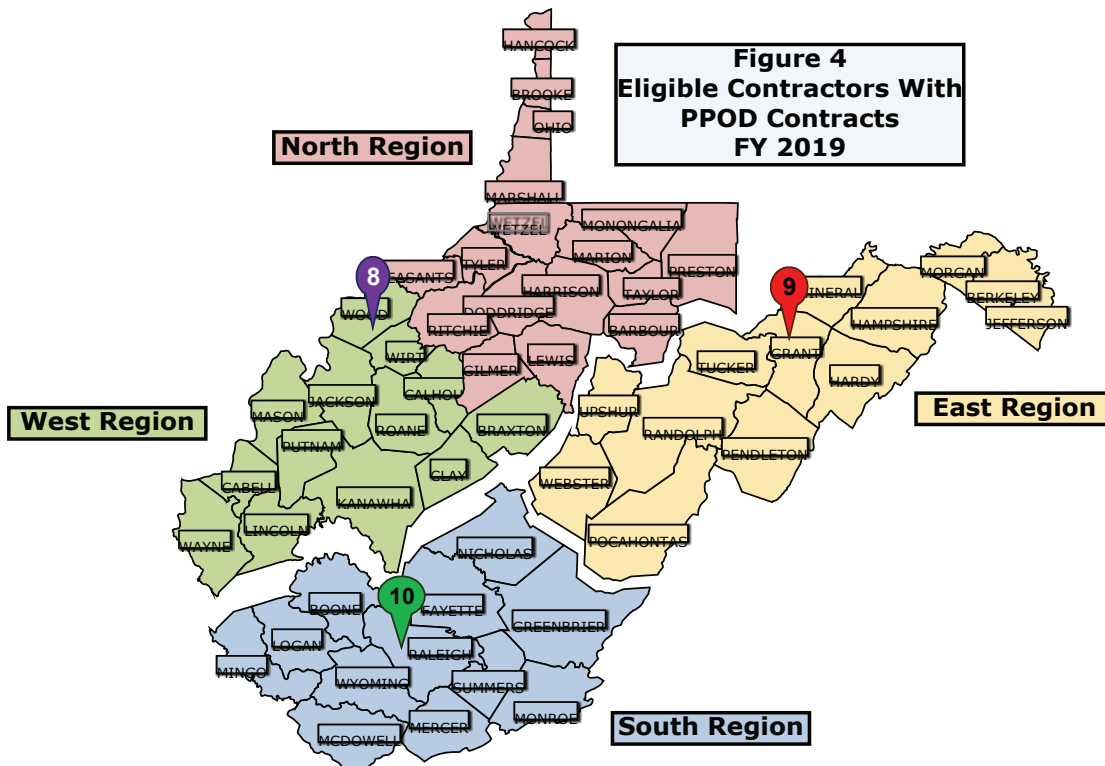 HANCOCK
Figure 4
Eligible Contractors With
PPOD Contracts
FY 2019
BROOKE
OHIO
North Region
MARSHALL
WETZEL
MONONGALIA
MARION
TYLER
PRESTON
8
EASANTS
HARRISON
TAYLOR
DODDRIDGE
RITCHIE
BARBOUR
WOOD
WIRT
GILMER
LEWIS
9
INERAL
MORGAN
BERKELEY
JEFFERSON
HAMPSHIRE
GRANT
TUCKER
HARDY
West Region
East Region
JACKSON
CALHOU
MASON
ROANE
BRAXTON
UPSHUR
RANDOLPH
PENDLETON
PUTNAM
CLAY
WEBSTER
CABELL
KANAWHA
LINCOLN
WAYNE
POCAHONTAS
NICHOLAS
10
BOONE
FAYETTE
GREENBRIER
LOGAN
RALEIGH
MINGO
WYOMING
SUMMERS
MERCER
MONROE
MCDOWELL
South Region